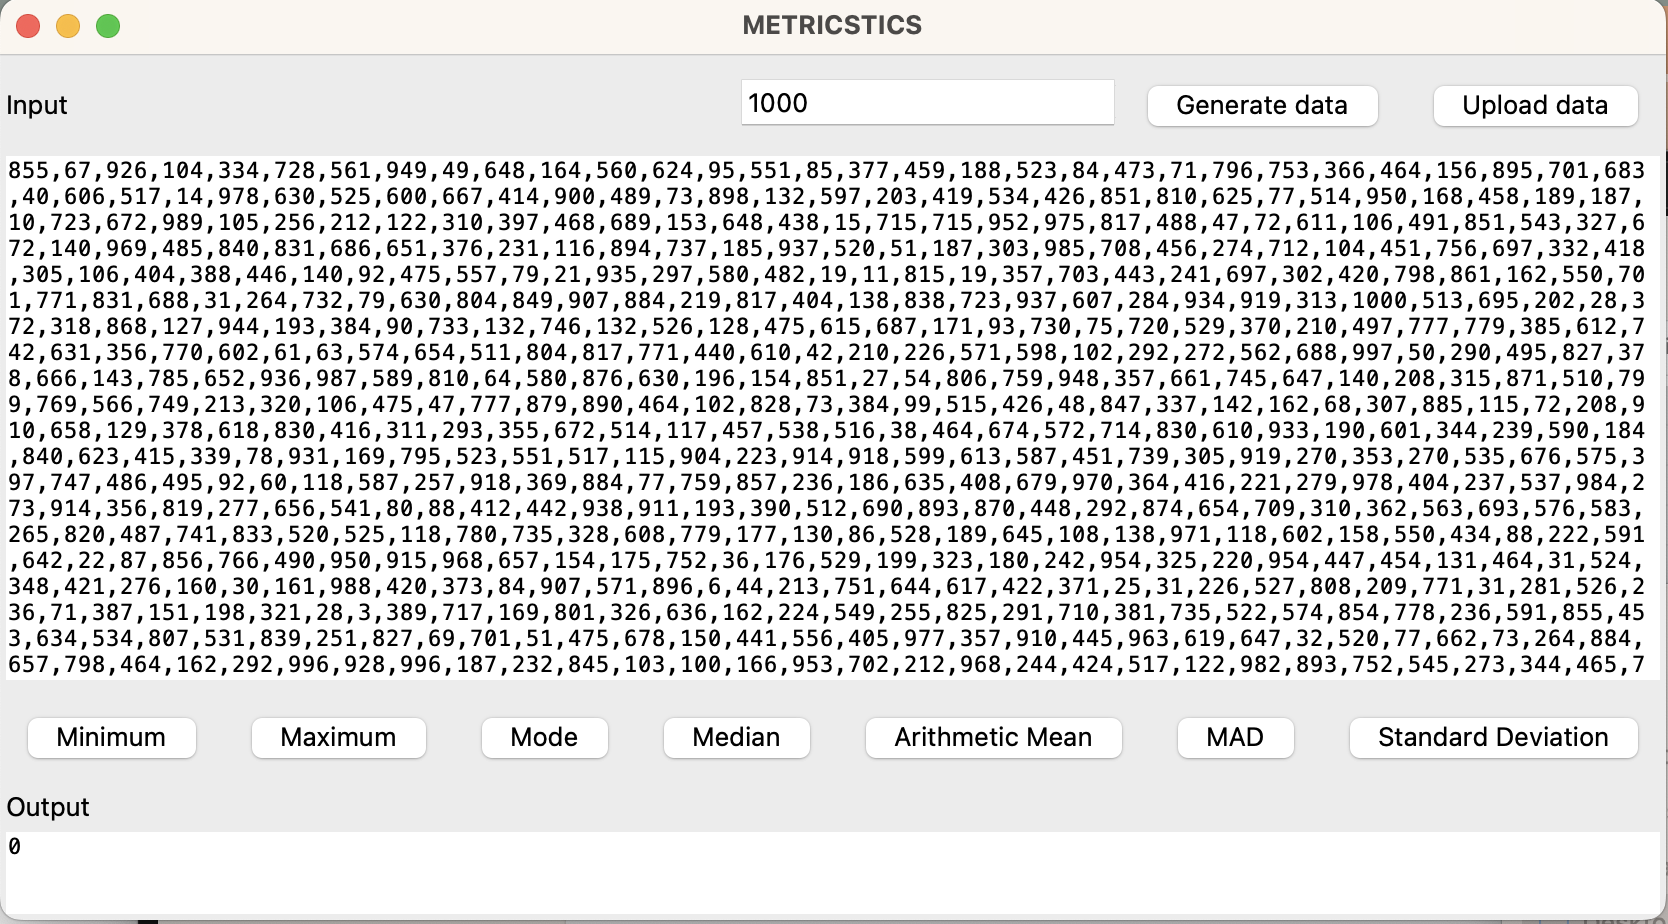 METRICSTICS
Input
1000
Generate data
Upload data
855,67,926,104,334,728,561,949,49,648,164,560,624,95,551,85,377,459,188,523,84,473,71,796,753,366,464,156,895,701,683
,40,606,517,14,978,630,525,600,667,414,900,489,73,898,132,597,203,419,534,426,851,810,625,77,514,950,168,458,189,187,
10,723,672,989,105,256,212,122,310,397,468,689,153,648,438,15,715,715,952,975,817,488,47,72,611,106,491,851,543,327,6
72,140,969,485,840,831,686,651,376,231,116,894,737,185,937,520,51,187,303,985,708,456,274,712,104,451,756,697,332,418
,305,106,404,388,446,140,92,475,557,79,21,935,297,580,482,19,11,815,19,357,703,443,241,697,302,420,798,861,162,550,70
1,771,831,688,31,264,732,79,630,804,849,907,884,219,817,404,138,838,723,937,607,284,934,919,313,1000,513,695,202,28,3
72,318,868,127,944,193,384,90,733,132,746,132,526,128,475,615,687,171,93,730,75,720,529,370,210,497,777,779,385,612,7
42,631,356,770,602,61,63,574,654,511,804,817,771,440,610,42,210,226,571,598,102,292,272,562,688,997,50,290,495,827,37
8,666,143,785,652,936,987,589,810,64,580,876,630,196,154,851,27,54,806,759,948,357,661,745,647,140,208,315,871,510,79
9,769,566,749,213,320,106,475,47,777,879,890,464,102,828,73,384,99,515,426,48,847,337,142,162,68,307,885,115,72,208,9
10,658,129,378,618,830,416,311,293,355,672,514,117,457,538,516,38,464,674,572,714,830,610,933,190,601,344,239,590,184
,840,623,415,339,78,931,169,795,523,551,517,115,904,223,914,918,599,613,587,451,739,305,919,270,353,270,535,676,575,3
97,747,486,495,92,60,118,587,257,918,369,884,77,759,857,236,186,635,408,679,970,364,416,221,279,978,404,237,537,984,2
73,914,356,819,277,656,541,80,88,412,442,938,911,193,390,512,690,893,870,448,292,874,654,709,310,362,563,693,576,583,
265,820,487,741,833,520,525,118,780,735,328,608,779,177,130,86,528,189,645,108,138,971,118,602,158,550,434,88,222,591
,642,22,87,856,766,490,950,915,968,657,154,175,752,36,176,529,199,323,180,242,954,325,220,954,447,454,131,464,31,524,
348,421,276,160,30,161,988,420,373,84,907,571,896,6,44,213,751,644,617,422,371,25,31,226,527,808,209,771,31,281,526,2
36,71,387,151,198,321,28,3,389,717,169,801,326,636,162,224,549,255,825,291,710,381,735,522,574,854,778,236,591,855,45
3,634,534,807,531,839,251,827,69,701,51,475,678,150,441,556,405,977,357,910,445,963,619,647,32,520,77,662,73,264,884,
657,798,464,162,292,996,928,996,187,232,845,103,100,166,953,702,212,968,244,424,517,122,982,893,752,545,273,344,465,7
Minimum
Maximum
Mode
Median
Arithmetic Mean
MAD
Standard Deviation
Output
0